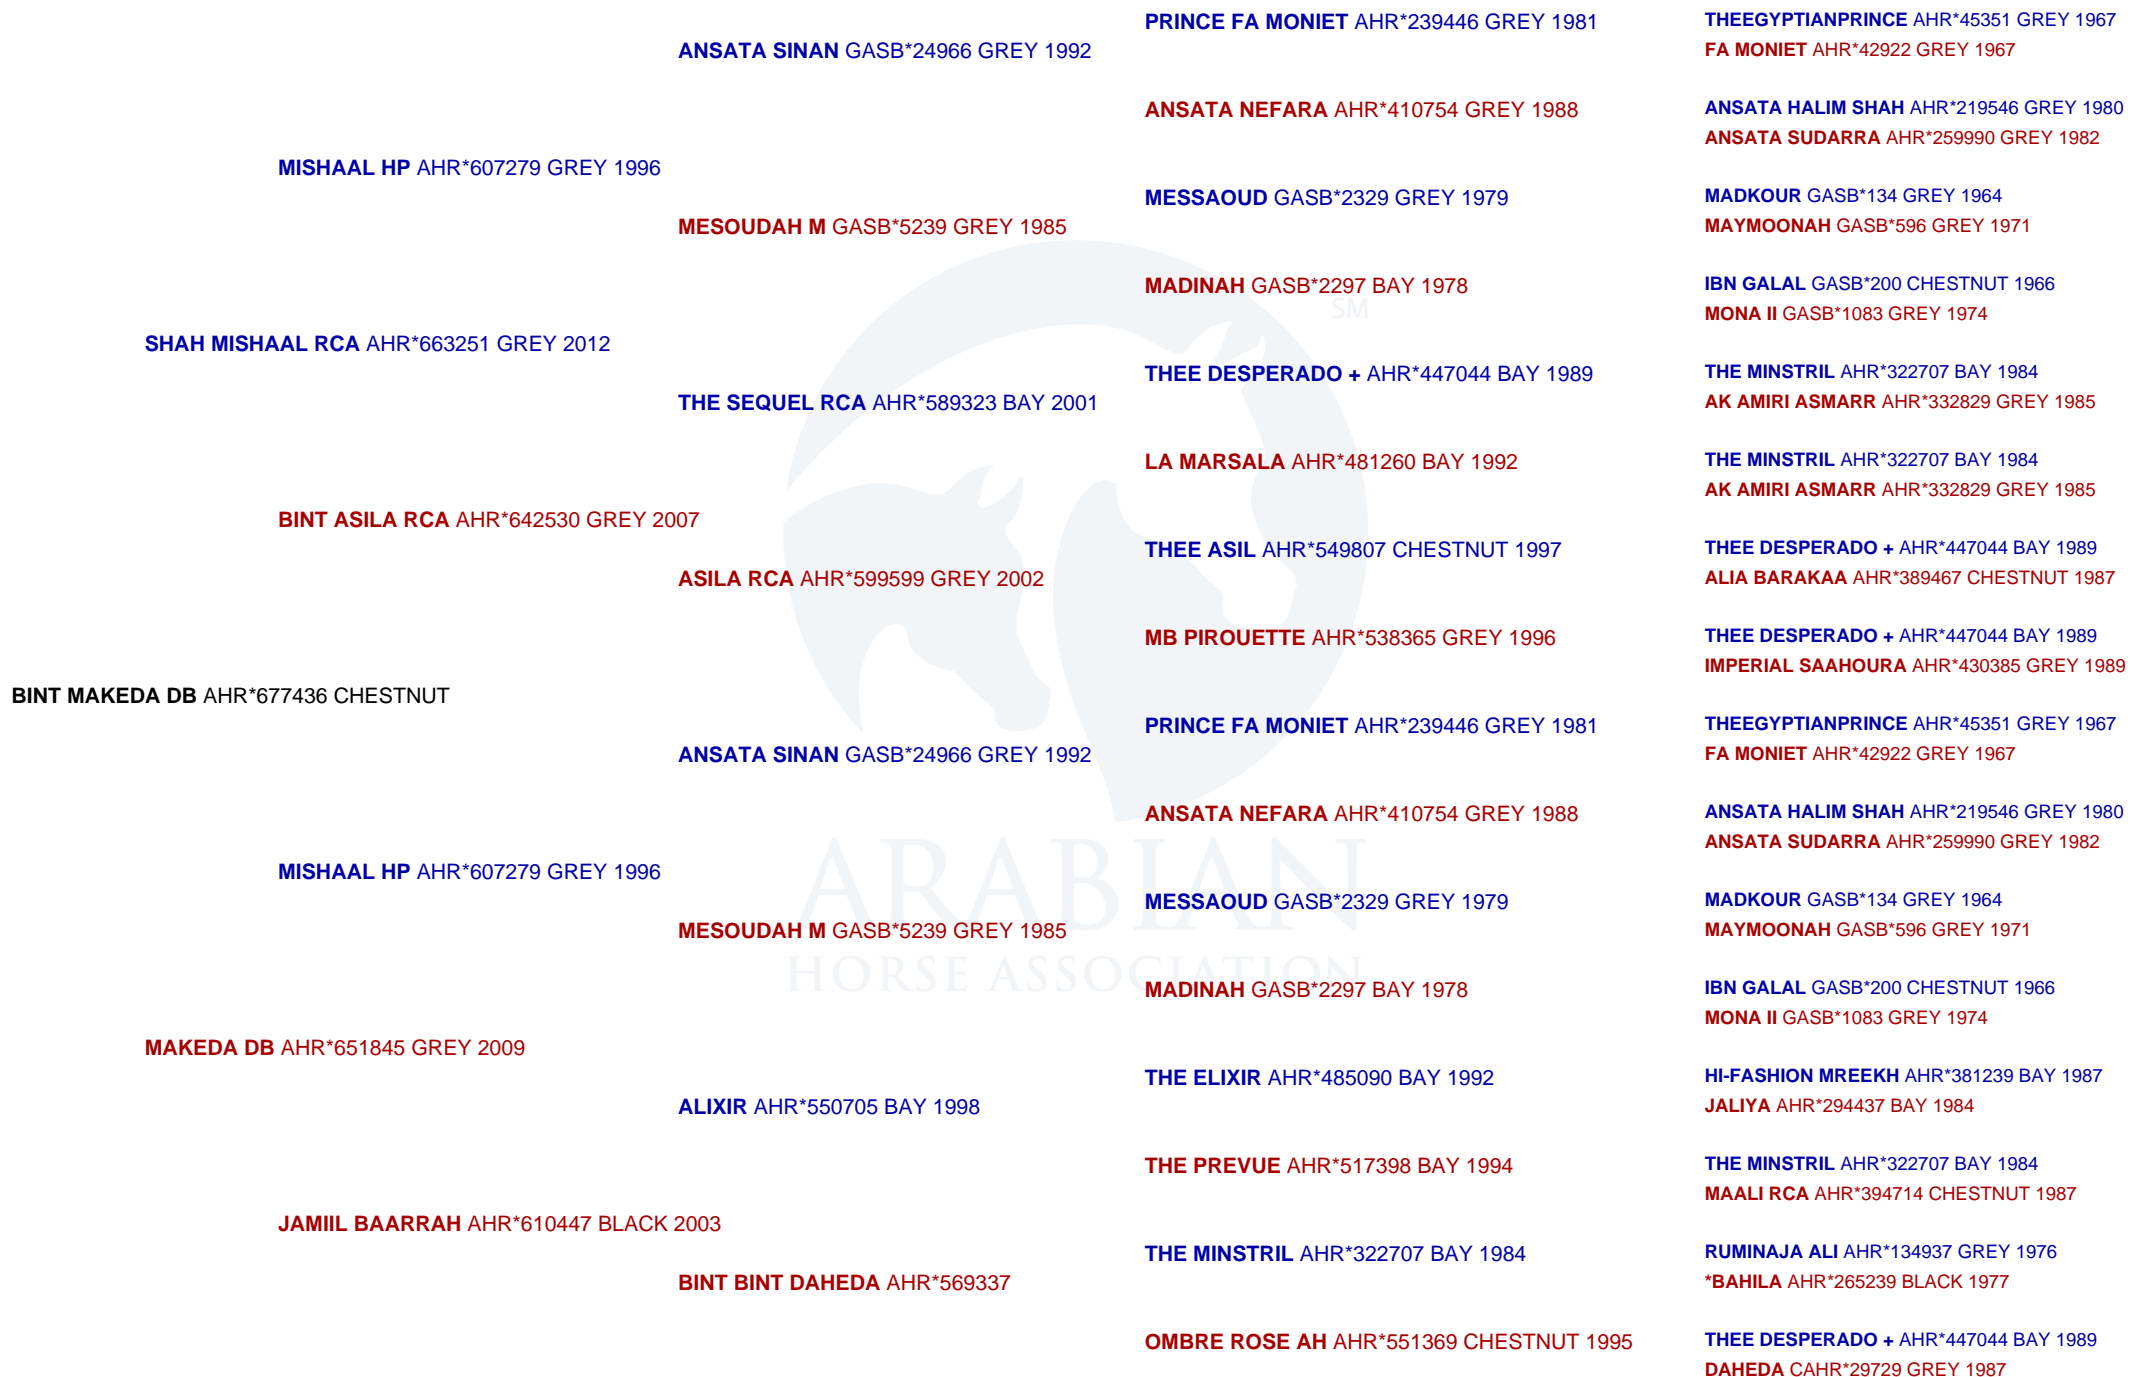 PRINCE FA MONIET AHR*239446 GREY 1981
THEEGYPTIANPRINCE AHR*45351 GREY 1967
ANSATA SINAN GASB*24966 GREY 1992
FA MONIET AHR*42922 GREY 1967
ANSATA NEFARA AHR*410754 GREY 1988
ANSATA HALIM SHAH AHR*219546 GREY 1980
ANSATA SUDARRA AHR*259990 GREY 1982
MISHAAL HP AHR*607279 GREY 1996
MESSAOUD GASB*2329 GREY 1979
MADKOUR GASB*134 GREY 1964
MESOUDAH M GASB*5239 GREY 1985
MAYMOONAH GASB*596 GREY 1971
MADINAH GASB*2297 BAY 1978
IBN GALAL GASB*200 CHESTNUT 1966
SM
MONA II GASB*1083 GREY 1974
SHAH MISHAAL RCA AHR*663251 GREY 2012
THEE DESPERADO + AHR*447044 BAY 1989
THE MINSTRIL AHR*322707 BAY 1984
THE SEQUEL RCA AHR*589323 BAY 2001
AK AMIRI ASMARR AHR*332829 GREY 1985
LA MARSALA AHR*481260 BAY 1992
THE MINSTRIL AHR*322707 BAY 1984
AK AMIRI ASMARR AHR*332829 GREY 1985
BINT ASILA RCA AHR*642530 GREY 2007
THEE ASIL AHR*549807 CHESTNUT 1997
THEE DESPERADO + AHR*447044 BAY 1989
ASILA RCA AHR*599599 GREY 2002
ALIA BARAKAA AHR*389467 CHESTNUT 1987
MB PIROUETTE AHR*538365 GREY 1996
THEE DESPERADO + AHR*447044 BAY 1989
IMPERIAL SAAHOURA AHR*430385 GREY 1989
BINT MAKEDA DB AHR*677436 CHESTNUT
PRINCE FA MONIET AHR*239446 GREY 1981
THEEGYPTIANPRINCE AHR*45351 GREY 1967
ANSATA SINAN GASB*24966 GREY 1992
FA MONIET AHR*42922 GREY 1967
ANSATA NEFARA AHR*410754 GREY 1988
ANSATA HALIM SHAH AHR*219546 GREY 1980
ANSATA SUDARRA AHR*259990 GREY 1982
MISHAAL HP AHR*607279 GREY 1996
ARABIAN
MESSAOUD GASB*2329 GREY 1979
MADKOUR GASB*134 GREY 1964
MESOUDAH M GASB*5239 GREY 1985
MAYMOONAH GASB*596 GREY 1971
HORSE ASSOCIATION
MADINAH GASB*2297 BAY 1978
IBN GALAL GASB*200 CHESTNUT 1966
MONA II GASB*1083 GREY 1974
MAKEDA DB AHR*651845 GREY 2009
THE ELIXIR AHR*485090 BAY 1992
HI-FASHION MREEKH AHR*381239 BAY 1987
ALIXIR AHR*550705 BAY 1998
JALIYA AHR*294437 BAY 1984
THE PREVUE AHR*517398 BAY 1994
THE MINSTRIL AHR*322707 BAY 1984
MAALI RCA AHR*394714 CHESTNUT 1987
JAMIIL BAARRAH AHR*610447 BLACK 2003
THE MINSTRIL AHR*322707 BAY 1984
RUMINAJA ALI AHR*134937 GREY 1976
BINT BINT DAHEDA AHR*569337
*BAHILA AHR*265239 BLACK 1977
OMBRE ROSE AH AHR*551369 CHESTNUT 1995
THEE DESPERADO + AHR*447044 BAY 1989
DAHEDA CAHR*29729 GREY 1987